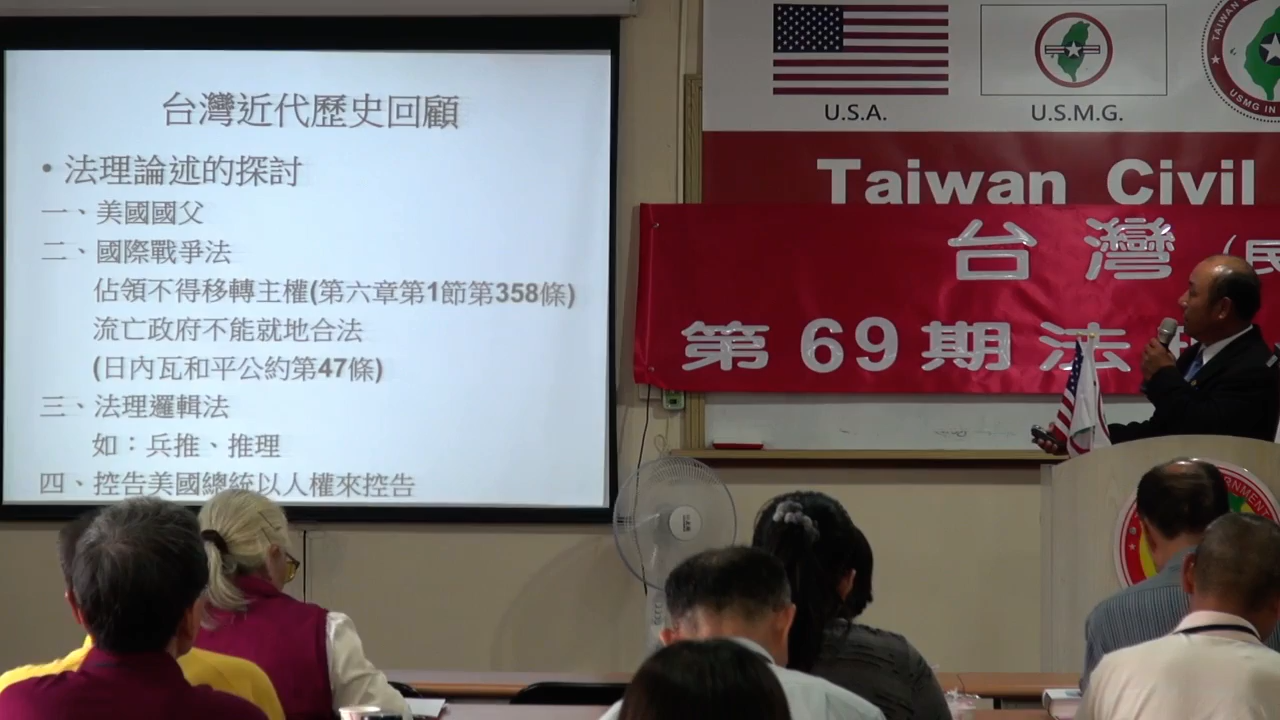 台灣近代歷史回顧
• 法理論述的探討
一、美國國父
二、國際戰爭法
佔領不得移轉主權(第六章第1節第358條)
流亡政府不能就地合法
(日內瓦和平公約第47條)
三、法理邏輯法
如：兵推、推理
四、控告美國總統以人權來控告
U.S.A.
U.S.M.G.
Taiwan Civil
台灣（民
第69期法